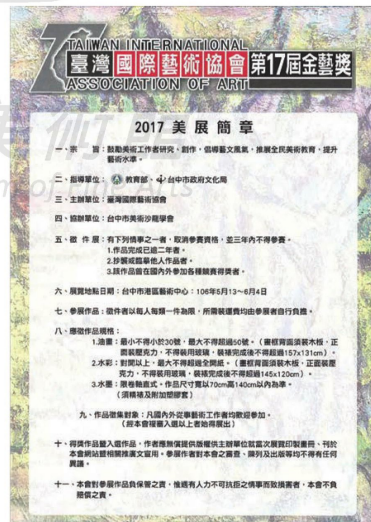 TAIWAN INTERNATIONAL
臺灣國際藝術協會 第17屆金藝獎
ASSOCIATION OF ART
2017 美展簡章
一、宗 旨：鼓勵美術工作者研究、創作，倡導藝文風氣，推展全民美術教育、提升
藝術水準。
二、指導單位：教育部、台中市政府文化局
三、主辦單位：臺灣國際藝術協會
四、協辦單位：台中市美術沙龍學會
五、徵 件 展：有下列情事之一者，取消參賽資格，並三年內不得參賽。
1.作品完成已逾二年者。
2.抄襲或臨摹他人作品者。
3.該作品曾在國內外參加各種競賽得獎者。
六、展覽地點日期：台中市港區藝術中心：106年5月13~6月4日
七、參展作品：徵件者以每人每類一件為限，所需裝運費均由參展者自行負擔。
八、應徵作品規格：
1.油畫：最小不得小於30號，最大不得超過50號。（畫框背面須裝木板，正
面裝壓克力，不得裝用玻璃，裝裱完成後不得超過157x131cm）。
2.水彩：對開以上，最大不得超過全開紙。（畫框背面須裝木板，正面裝壓
克力，不得裝用玻璃，裝裱完成後不得超過145x120cm）。
3.水墨：限卷軸直式。作品尺寸寬以70cm高140cm以內為準。
（須精裱及附加塑膠套）
九、作品徵集對象：凡國內外從事藝術工作者均歡迎參加。
（經本會複審入選以上者始得展出）
十、得獎作品暨入選作品，作者應無償提供版權供主辦單位就當次展覽印製畫冊、刊於
本會網站暨相關推廣文宣用。參展作者對本會之審查、陳列及出版等均不得有任何
異議。
十一、本會對參展作品負保管之責，惟遇有人力不可抗拒之情事而致損害者，本會不負
賠償之責。